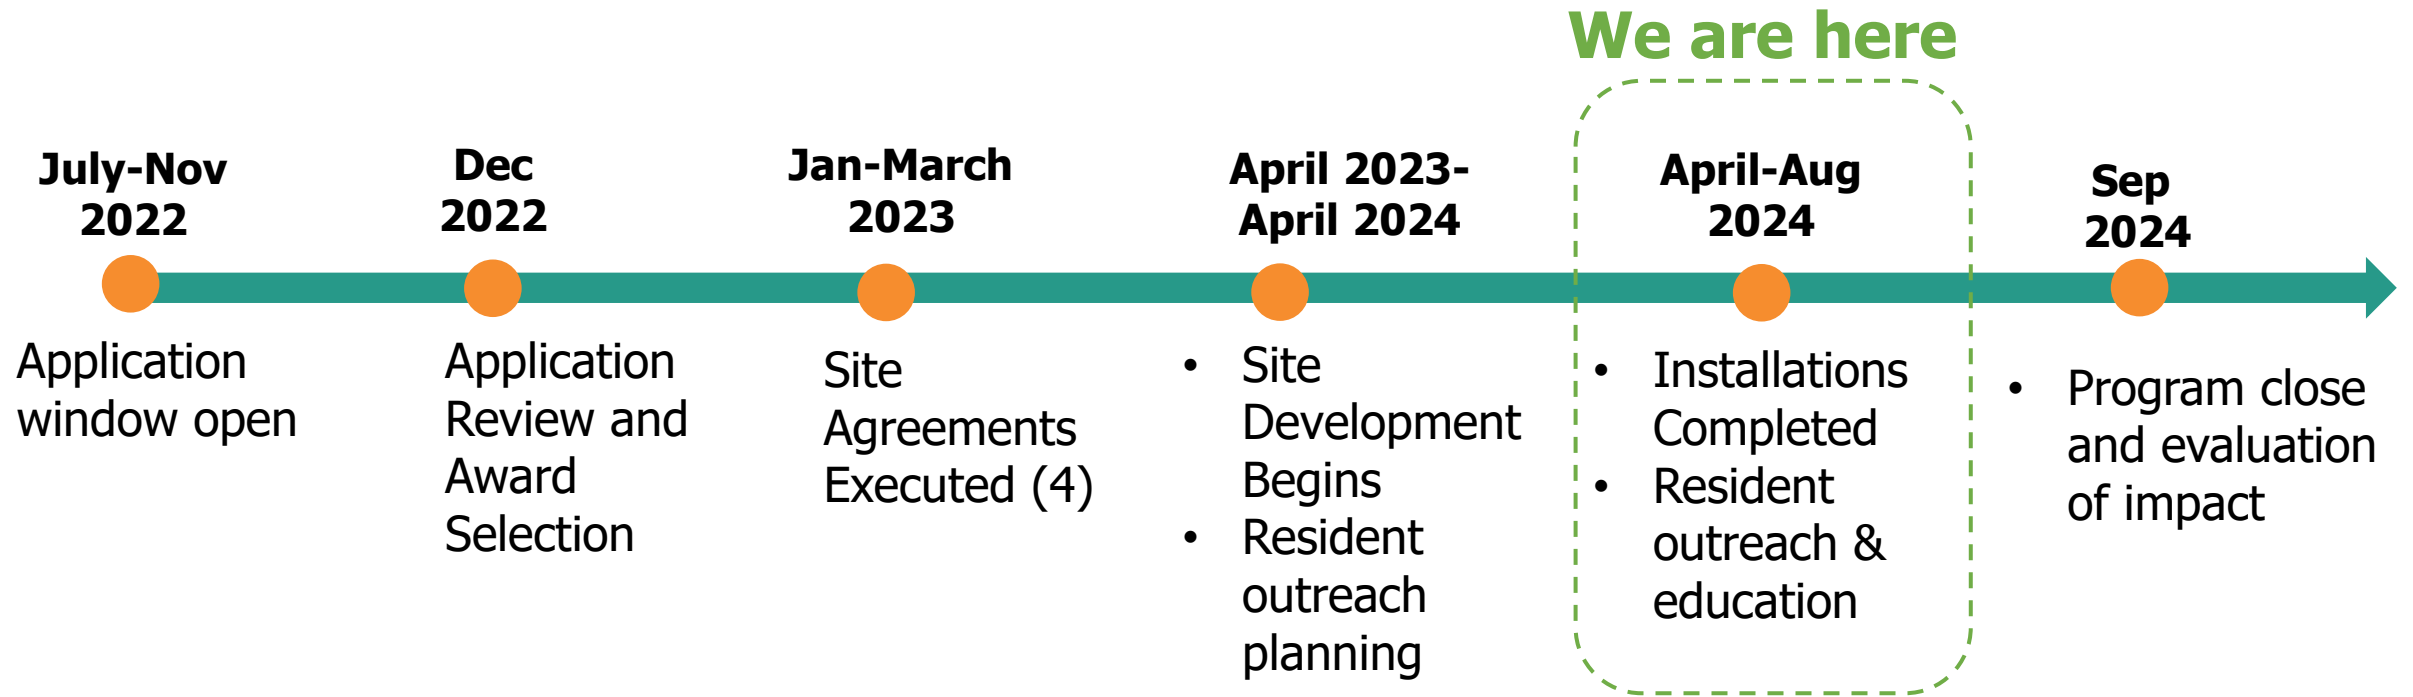 We are here
July-Nov
2022
Application
window open
Dec
2022
Application
Review and
Award
Selection
Jan-March
2023
Site
Agreements
Executed (4)
April 2023-
April 2024
• Site
Development
Begins
• Resident
outreach
planning
April-Aug
2024
• Installations
Completed
• Resident
outreach &
education
Sep
2024
• Program close
and evaluation
of impact